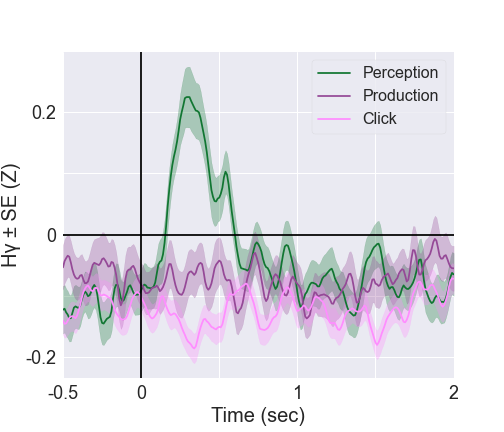 Perception
Production
Click
Hγ ± SE (Z)
0.2
0
-0.2
-0.5
0
1
2
Time (sec)